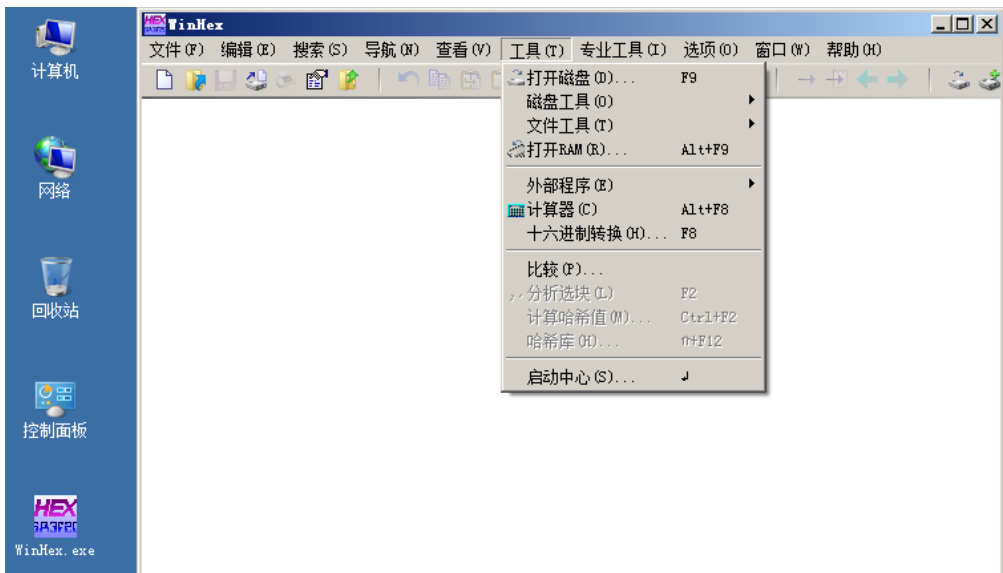 计算机
网络
回收站
控制面板
HEX
WinHex.exe
HEX
WinHex
文件(F) 编辑(E) 搜索(S) 导航(N) 查看(V) 工具(T) 专业工具(I) 选项(O) 窗口(W) 帮助(H)
打开磁盘(D)... F9
磁盘工具(O)
文件工具(T)
打开RAM(R)... Alt+F9
外部程序(E)
计算器(C) Alt+F8
十六进制转换(H)... F8
比较(P)...
分析选块(L) F2
计算哈希值(M)... Ctrl+F2
哈希库(H)... ⇑+F12
启动中心(S)... ↲